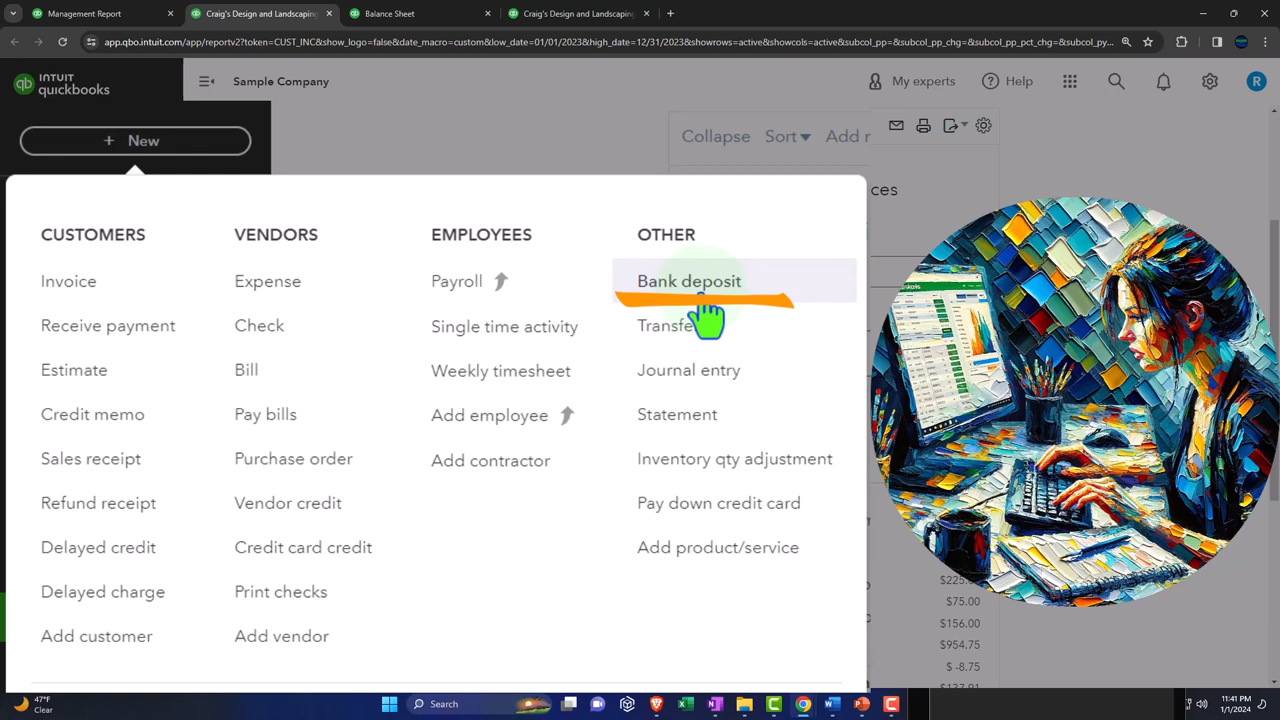 Management Report
Craig's Design and Landscaping
Balance Sheet
Craig's Design and Landscaping
app.qbo.intuit.com/app/reportv2?token=CUST_INC&show_logo=false&date_macro=custom&low_date=01/01/2023&high_date=12/31/2023&showrows=active&showcols=active&subcol_pp=&subcol_pp_chg=&subcol_pp_pct_chg=&subcol_py...
INTUIT
quickbooks
Sample Company
My experts
Help
R
+ New
Collapse
Sort
Add
ces
CUSTOMERS
Invoice
Receive payment
Estimate
Credit memo
Sales receipt
Refund receipt
Delayed credit
Delayed charge
Add customer
VENDORS
Expense
Check
Bill
Pay bills
Purchase order
Vendor credit
Credit card credit
Print checks
Add vendor
EMPLOYEES
Payroll
Single time activity
Weekly timesheet
Add employee
Add contractor
OTHER
Bank deposit
Transfe
Journal entry
Statement
Inventory qty adjustment
Pay down credit card
Add product/service
$75.00
$156.00
$954.75
$ -8.75
47°F
Clear
Search
11:41 PM
1/1/2024